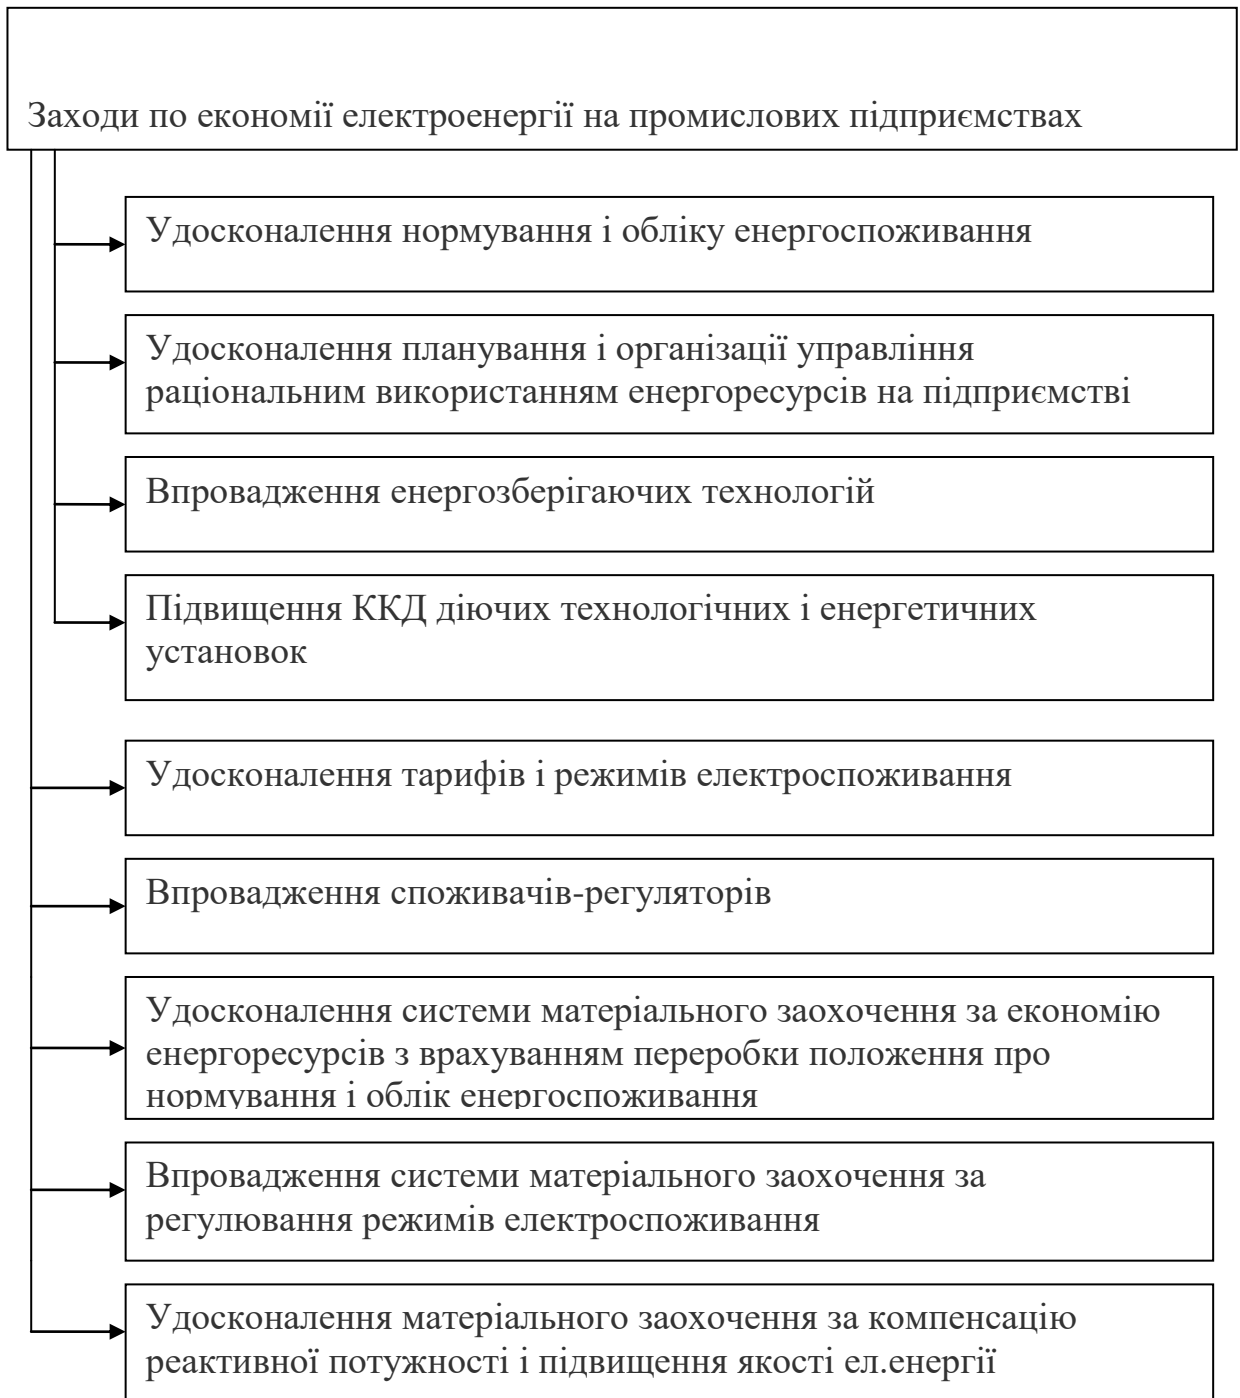 Заходи по економії електроенергії на промислових підприємствах
Удосконалення нормування і обліку енергоспоживання
Удосконалення планування і організації управління
раціональним використанням енергоресурсів на підприємстві
Впровадження енергозберігаючих технологій
Підвищення ККД діючих технологічних і енергетичних
установок
Удосконалення тарифів і режимів електроспоживання
Впровадження споживачів-регуляторів
Удосконалення системи матеріального заохочення за економію
енергоресурсів з врахуванням переробки положення про
нормування і облік енергоспоживання
Впровадження системи матеріального заохочення за
регулювання режимів електроспоживання
Удосконалення матеріального заохочення за компенсацію
реактивної потужності і підвищення якості ел.енергії